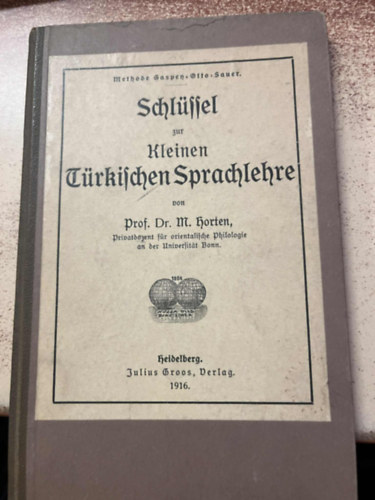 Methode Gaspey-Otto-Sauer.
Schlüssel
zur
Kleinen
Türkischen Sprachlehre
von
Prof. Dr. M. Horten,
Privatdozent für orientalische Philologie
an der Universität Bonn.
Heidelberg.
Julius Groos, Verlag.
1916.